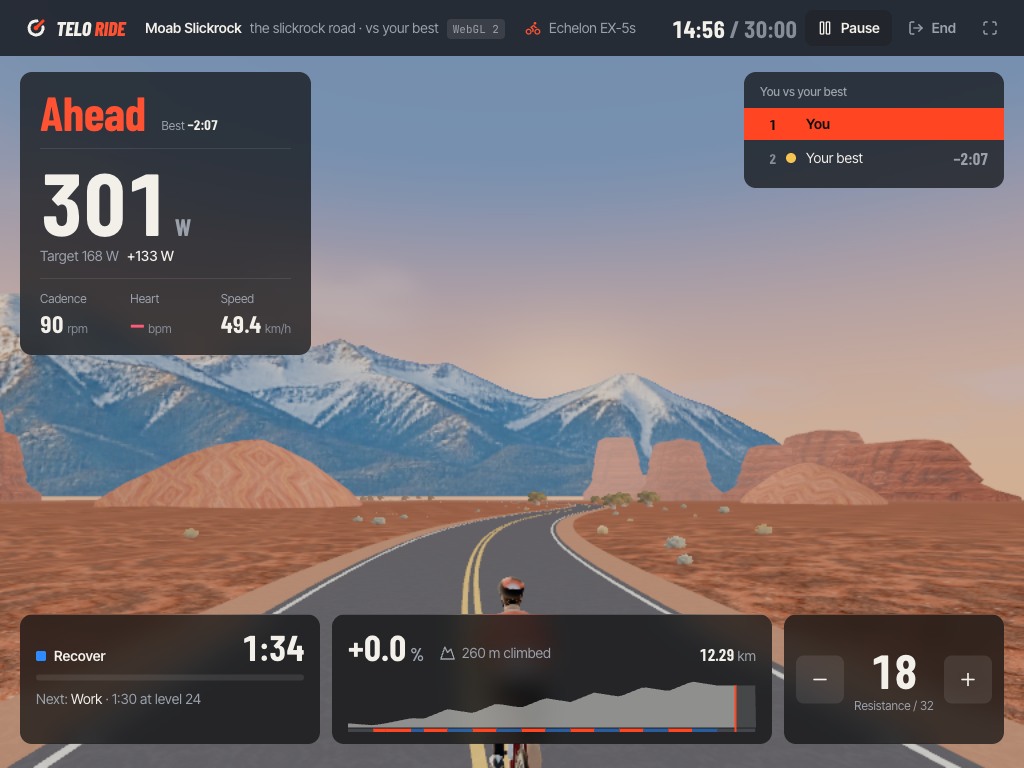 TELO RIDE
Moab Slickrock the slickrock road · vs your best WebGL 2
Echelon EX-5s
14:56 / 30:00
Pause
End
Ahead Best −2:07
301 W
Target 168 W +133 W
Cadence Heart Speed
90 rpm – bpm 49.4 km/h
You vs your best
1 You
2 Your best −2:07
Recover 1:34
Next: Work · 1:30 at level 24
+0.0 % 260 m climbed 12.29 km
− 18 +
Resistance / 32